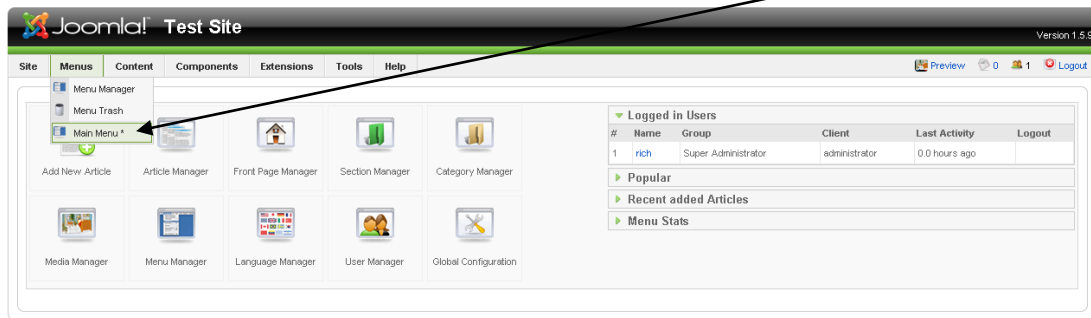 Joomla! Test Site
Version 1.5.9
Site Menus Content Components Extensions Tools Help Preview 0 1 Logout
Menu Manager
Menu Trash
Main Menu *
Add New Article Article Manager Front Page Manager Section Manager Category Manager
Media Manager Menu Manager Language Manager User Manager Global Configuration
Logged in Users
# Name Group Client Last Activity Logout
1 rich Super Administrator administrator 0.0 hours ago
Popular
Recent added Articles
Menu Stats